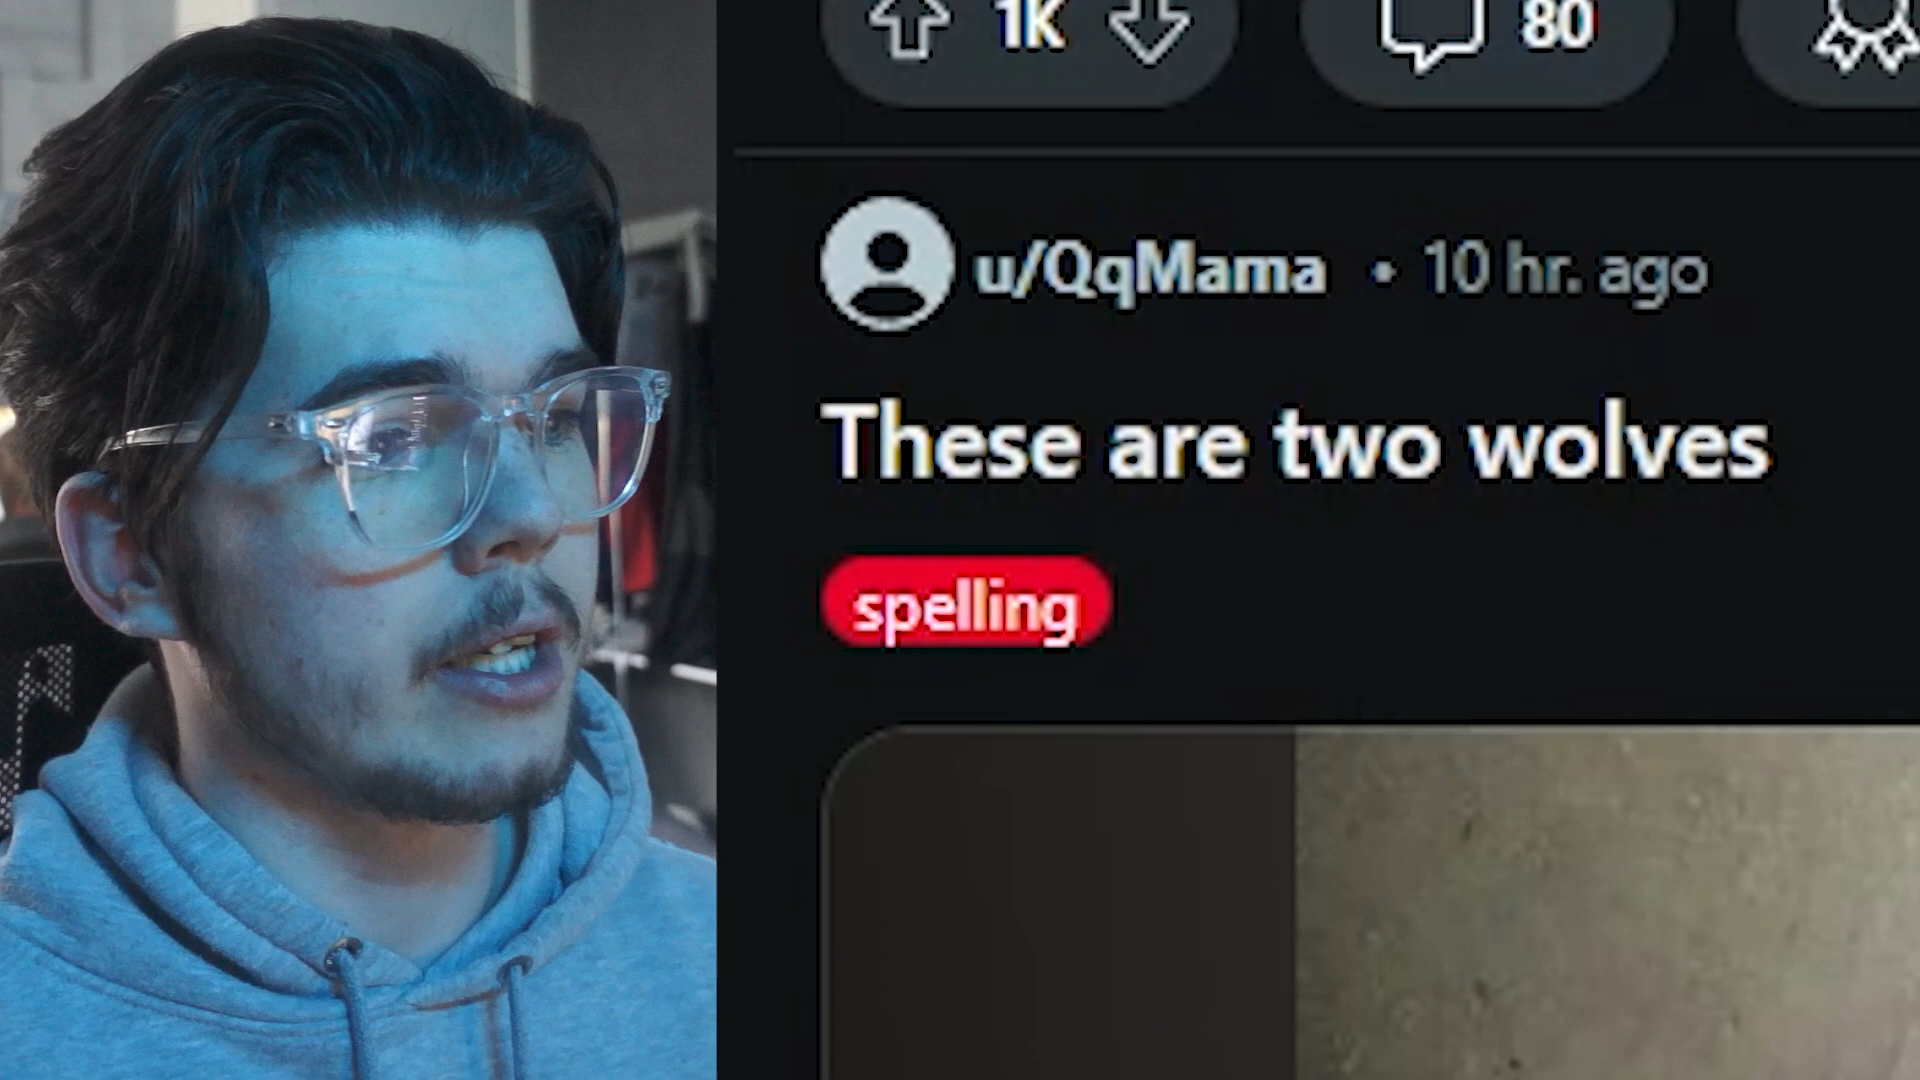 1K 80
u/QqMama • 10 hr. ago
These are two wolves
spelling